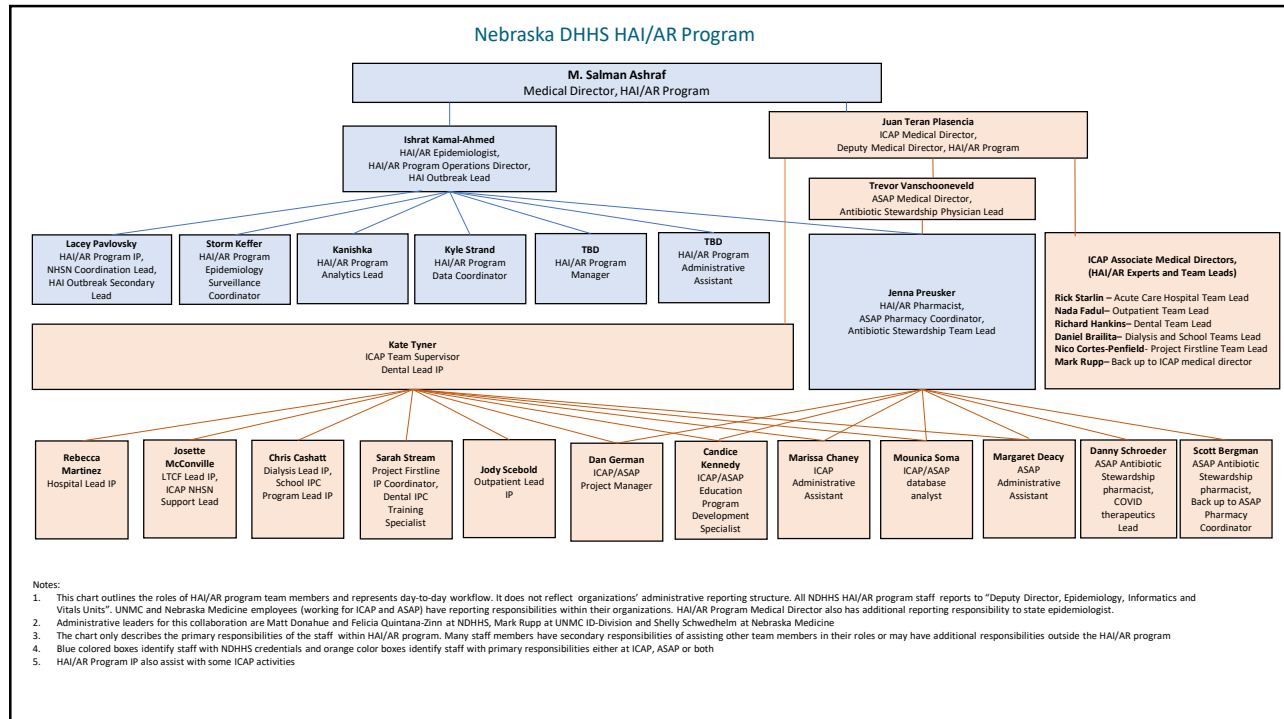 Nebraska DHHS HAI/AR Program
M. Salman Ashraf
Medical Director, HAI/AR Program
Ishrat Kamal-Ahmed
HAI/AR Epidemiologist,
HAI/AR Program Operations Director,
HAI Outbreak Lead
Juan Teran Plasencia
ICAP Medical Director,
Deputy Medical Director, HAI/AR Program
Trevor Vanschooneveld
ASAP Medical Director,
Antibiotic Stewardship Physician Lead
Lacey Pavlovsky
HAI/AR Program IP,
NHSN Coordination Lead,
HAI Outbreak Secondary
Lead
Storm Keffer
HAI/AR Program
Epidemiology
Surveillance
Coordinator
Kanishka
HAI/AR Program
Analytics Lead
Kyle Strand
HAI/AR Program
Data Coordinator
TBD
HAI/AR Program
Manager
TBD
HAI/AR Program
Administrative
Assistant
Jenna Preusker
HAI/AR Pharmacist,
ASAP Pharmacy Coordinator,
Antibiotic Stewardship Team Lead
ICAP Associate Medical Directors,
(HAI/AR Experts and Team Leads)
Rick Starlin – Acute Care Hospital Team Lead
Nada Fadul– Outpatient Team Lead
Richard Hankins– Dental Team Lead
Daniel Brailita– Dialysis and School Teams Lead
Nico Cortes-Penfield- Project Firstline Team Lead
Mark Rupp– Back up to ICAP medical director
Kate Tyner
ICAP Team Supervisor
Dental Lead IP
Rebecca
Martinez
Hospital Lead IP
Josette
McConville
LTCF Lead IP,
ICAP NHSN
Support Lead
Chris Cashatt
Dialysis Lead IP,
School IPC
Program Lead IP
Sarah Stream
Project Firstline
IP Coordinator,
Dental IPC
Training
Specialist
Jody Scebold
Outpatient Lead
IP
Dan German
ICAP/ASAP
Project Manager
Candice
Kennedy
ICAP/ASAP
Education
Program
Development
Specialist
Marissa Chaney
ICAP
Administrative
Assistant
Mounica Soma
ICAP/ASAP
database
analyst
Margaret Deacy
ASAP
Administrative
Assistant
Danny Schroeder
ASAP Antibiotic
Stewardship
pharmacist,
COVID
therapeutics
Lead
Scott Bergman
ASAP Antibiotic
Stewardship
pharmacist,
Back up to ASAP
Pharmacy
Coordinator
Notes:
1. This chart outlines the roles of HAI/AR program team members and represents day-to-day workflow. It does not reflect organizations' administrative reporting structure. All NDHHS HAI/AR program staff reports to "Deputy Director, Epidemiology, Informatics and
Vitals Units". UNMC and Nebraska Medicine employees (working for ICAP and ASAP) have reporting responsibilities within their organizations. HAI/AR Program Medical Director also has additional reporting responsibility to state epidemiologist.
2. Administrative leaders for this collaboration are Matt Donahue and Felicia Quintana-Zinn at NDHHS, Mark Rupp at UNMC ID-Division and Shelly Schwedhelm at Nebraska Medicine
3. The chart only describes the primary responsibilities of the staff within HAI/AR program. Many staff members have secondary responsibilities of assisting other team members in their roles or may have additional responsibilities outside the HAI/AR program
4. Blue colored boxes identify staff with NDHHS credentials and orange color boxes identify staff with primary responsibilities either at ICAP, ASAP or both
5. HAI/AR Program IP also assist with some ICAP activities